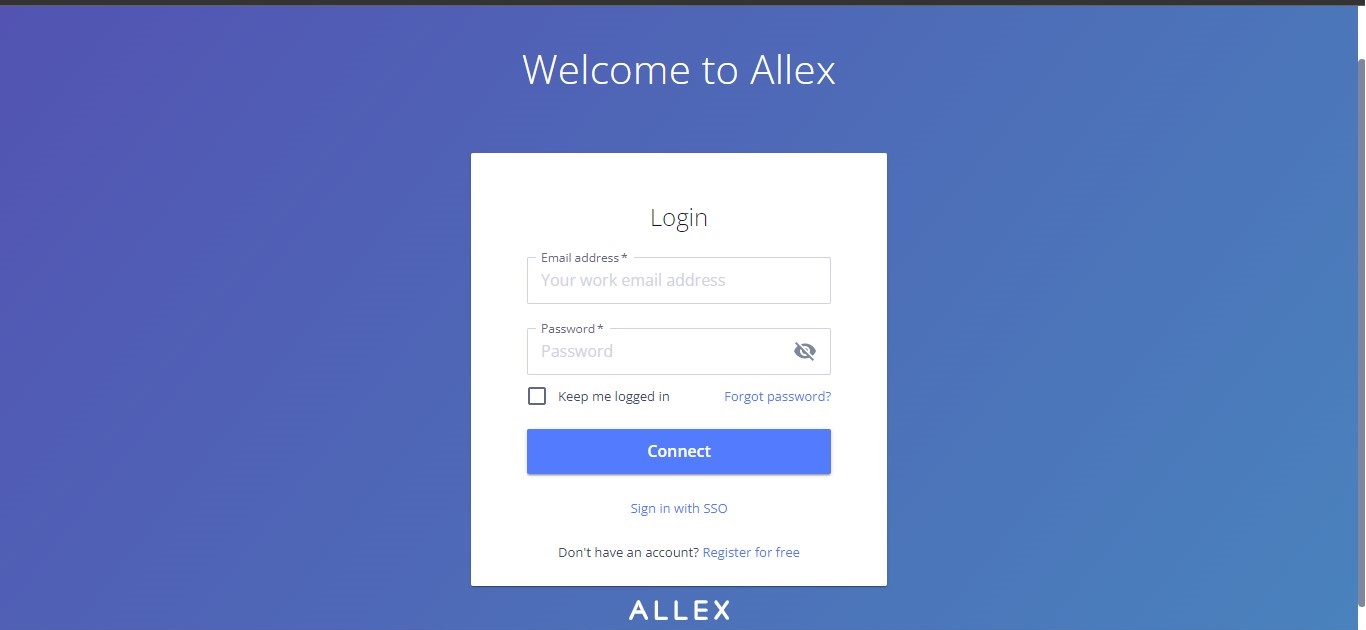 Welcome to Allex
Login
Email address *
Your work email address
Password *
Password
Keep me logged in
Forgot password?
Connect
Sign in with SSO
Don't have an account? Register for free
ALLEX